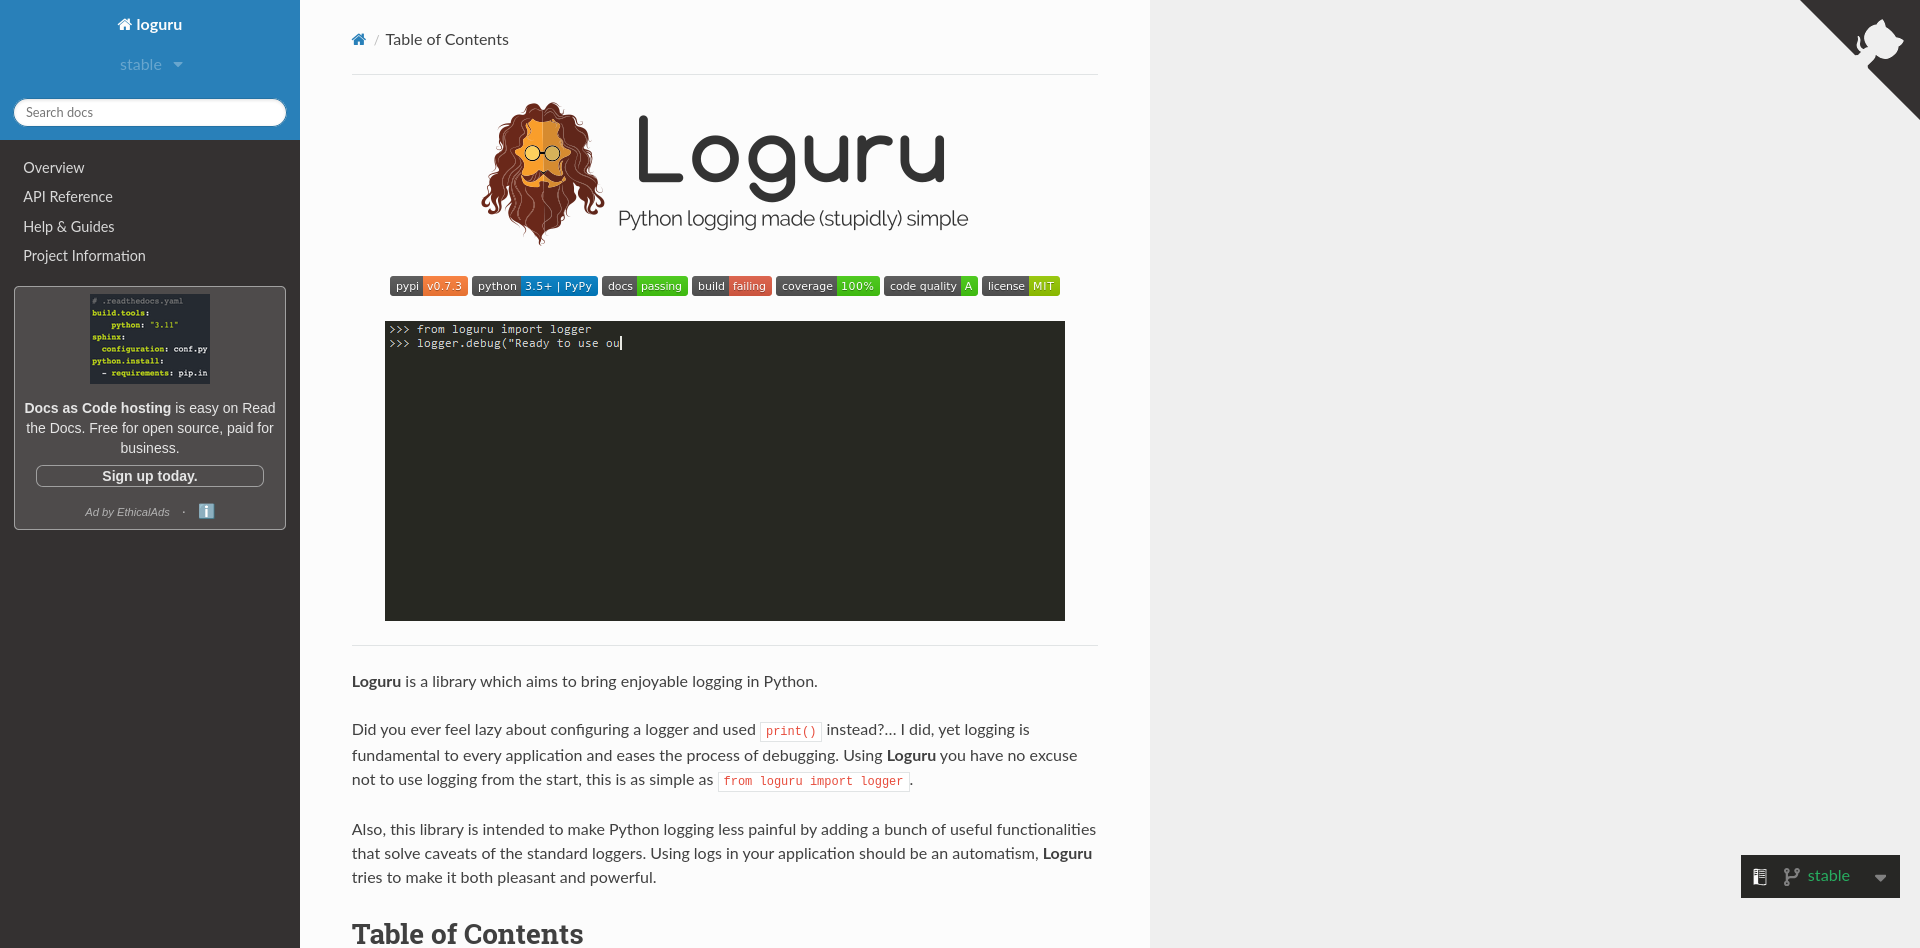 loguru
stable
Search docs
Overview
API Reference
Help & Guides
Project Information
# .readthedocs.yaml
build.tools:
python: "3.11"
sphinx:
configuration: conf.py
python.install:
- requirements: pip.in
Docs as Code hosting is easy on Read
the Docs. Free for open source, paid for
business.
Sign up today.
Ad by EthicalAds · ℹ️
/ Table of Contents
Loguru
Python logging made (stupidly) simple
pypi v0.7.3 python 3.5+ | PyPy docs passing build failing coverage 100% code quality A license MIT
>>> from loguru import logger
>>> logger.debug("Ready to use ou
Loguru is a library which aims to bring enjoyable logging in Python.
Did you ever feel lazy about configuring a logger and used print() instead?... I did, yet logging is
fundamental to every application and eases the process of debugging. Using Loguru you have no excuse
not to use logging from the start, this is as simple as from loguru import logger.
Also, this library is intended to make Python logging less painful by adding a bunch of useful functionalities
that solve caveats of the standard loggers. Using logs in your application should be an automatism, Loguru
tries to make it both pleasant and powerful.
Table of Contents
stable